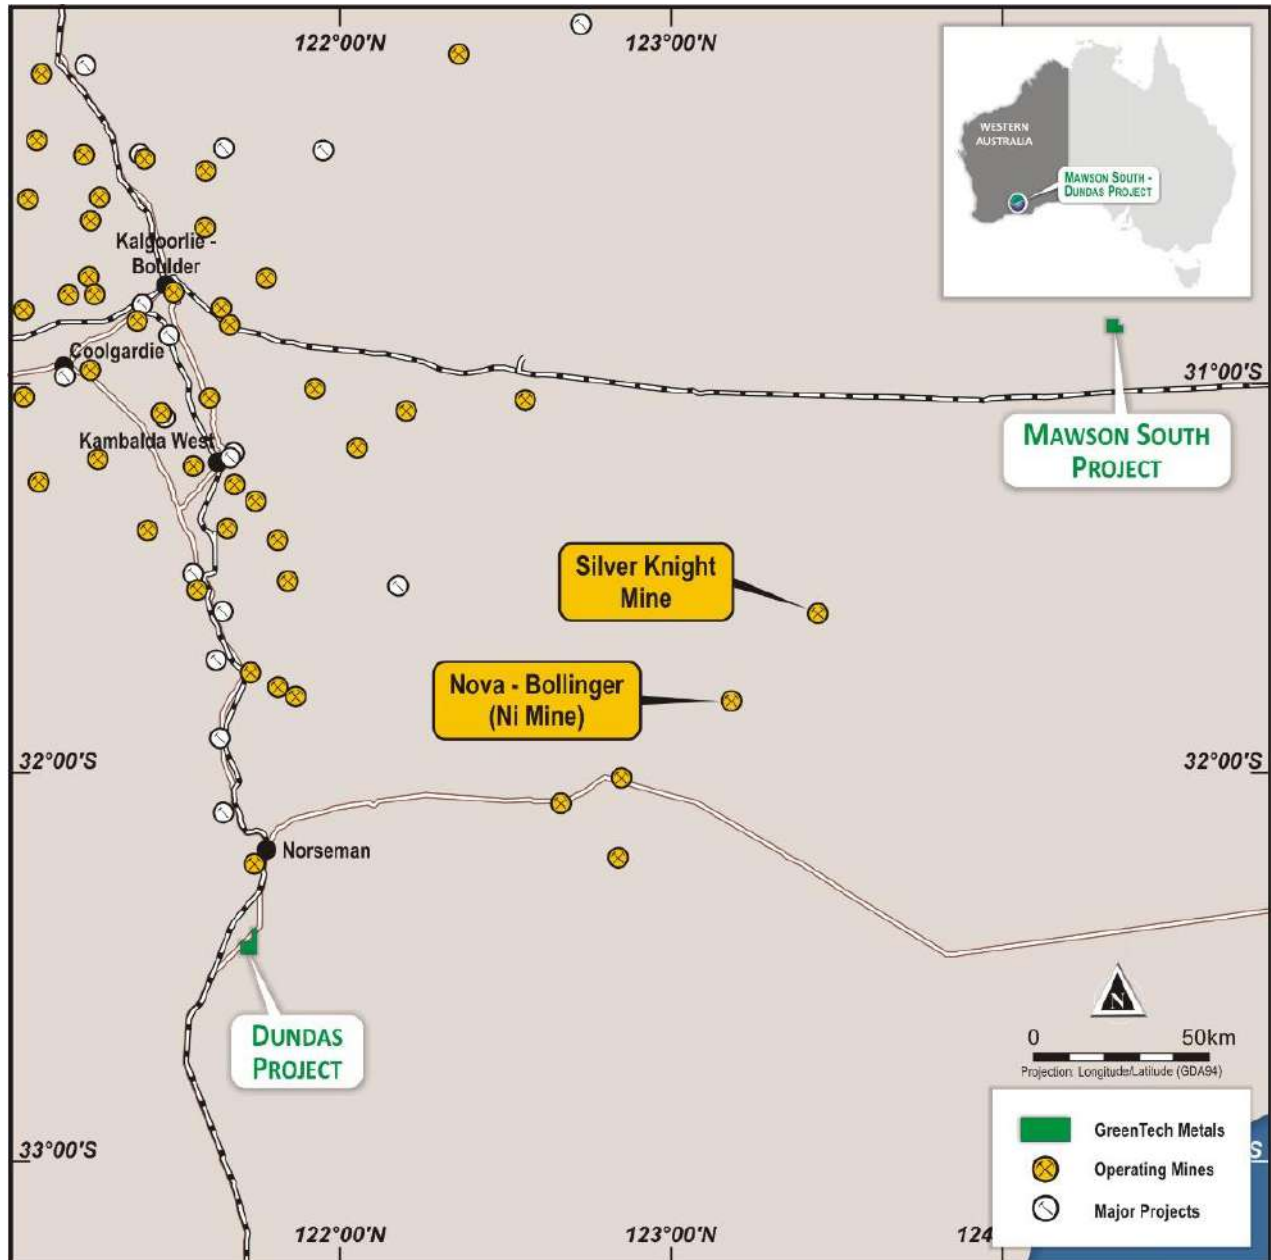 122°00'N
123°00'N
WESTERN
AUSTRALIA
MAWSON SOUTH -
DUNDAS PROJECT
Kalgoorlie -
Boulder
Coolgardie
31°00'S
Kambalda West
MAWSON SOUTH
PROJECT
Silver Knight
Mine
Nova - Bollinger
(Ni Mine)
32°00'S
32°00'S
Norseman
DUNDAS
PROJECT
N
0
50km
Projection: Longitude/Latitude (GDA94)
GreenTech Metals
Operating Mines
Major Projects
33°00'S
S
122°00'N
123°00'N
124